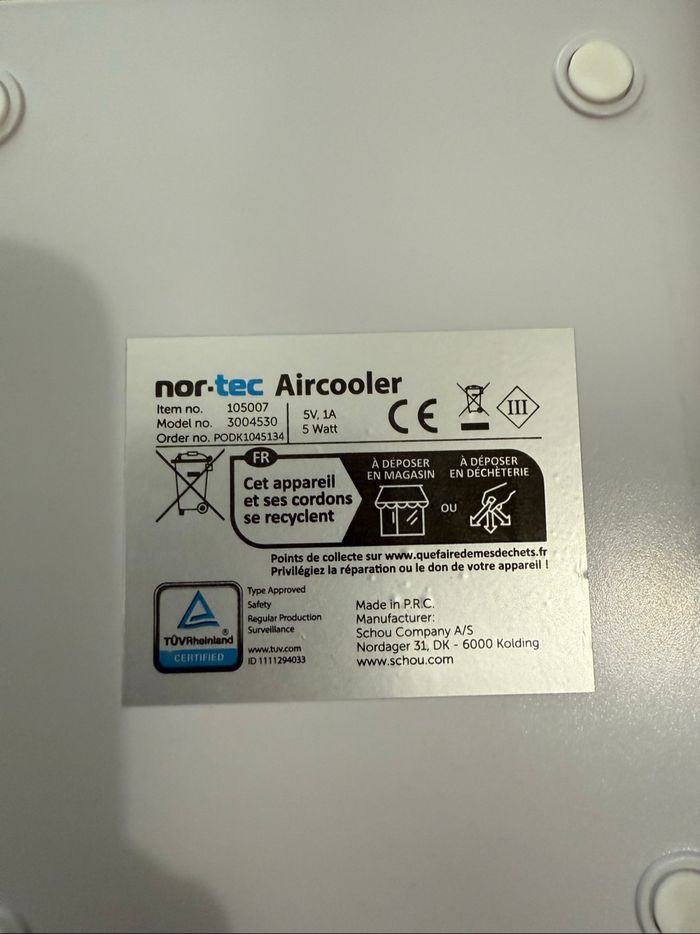 nor-tec Aircooler
Item no. 105007
Model no. 3004530
Order no. PODK1045134
5V, 1A
5 Watt
CE
III
FR
Cet appareil
et ses cordons
se recyclent
À DÉPOSER
EN MAGASIN
OU
À DÉPOSER
EN DÉCHÈTERIE
Points de collecte sur www.quefairedemesdechets.fr
Privilégiez la réparation ou le don de votre appareil !
TÜVRheinland®
CERTIFIED
Type Approved
Safety
Regular Production
Surveillance
www.tuv.com
ID 1111294033
Made in P.R.C.
Manufacturer:
Schou Company A/S
Nordager 31, DK - 6000 Kolding
www.schou.com